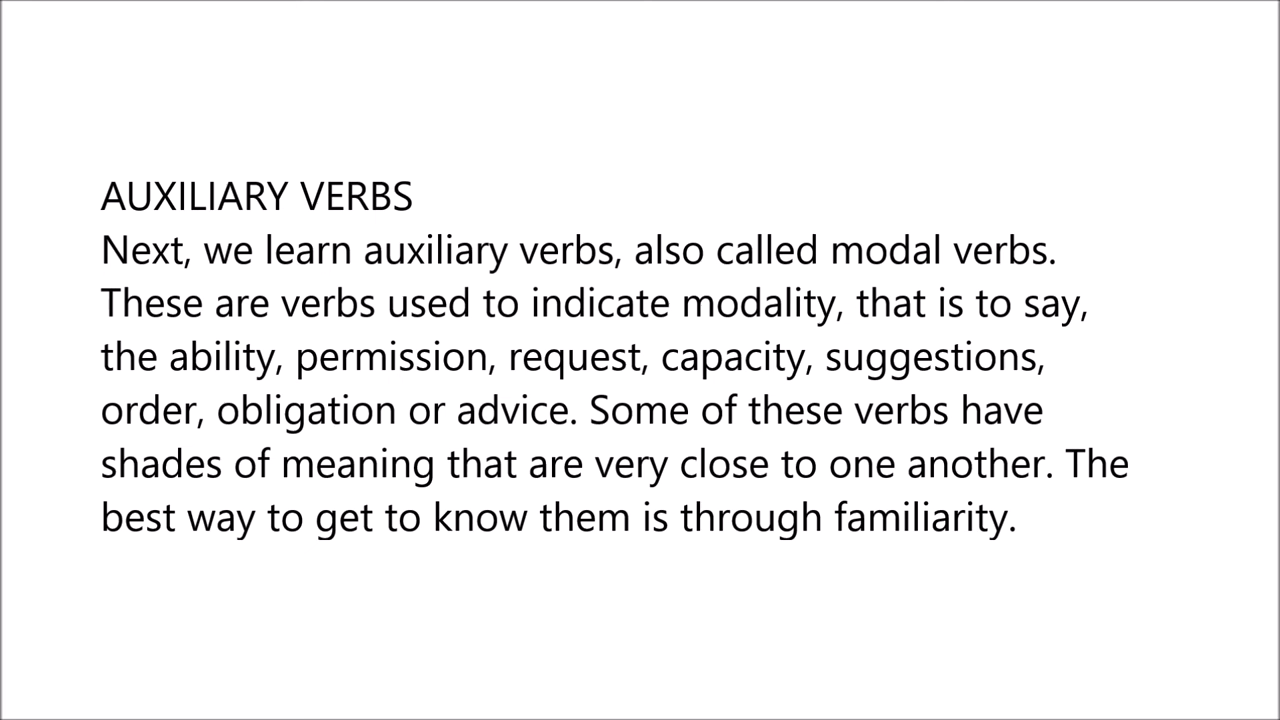 AUXILIARY VERBS
Next, we learn auxiliary verbs, also called modal verbs.
These are verbs used to indicate modality, that is to say,
the ability, permission, request, capacity, suggestions,
order, obligation or advice. Some of these verbs have
shades of meaning that are very close to one another. The
best way to get to know them is through familiarity.